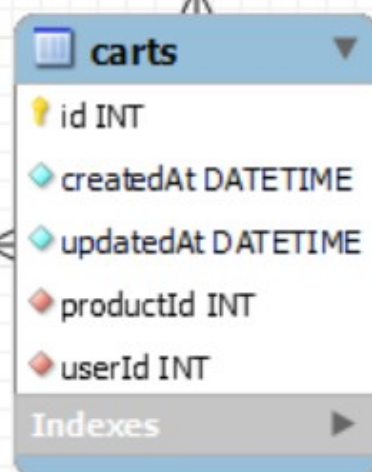 carts
id INT
createdAt DATETIME
updatedAt DATETIME
productId INT
userId INT
Indexes